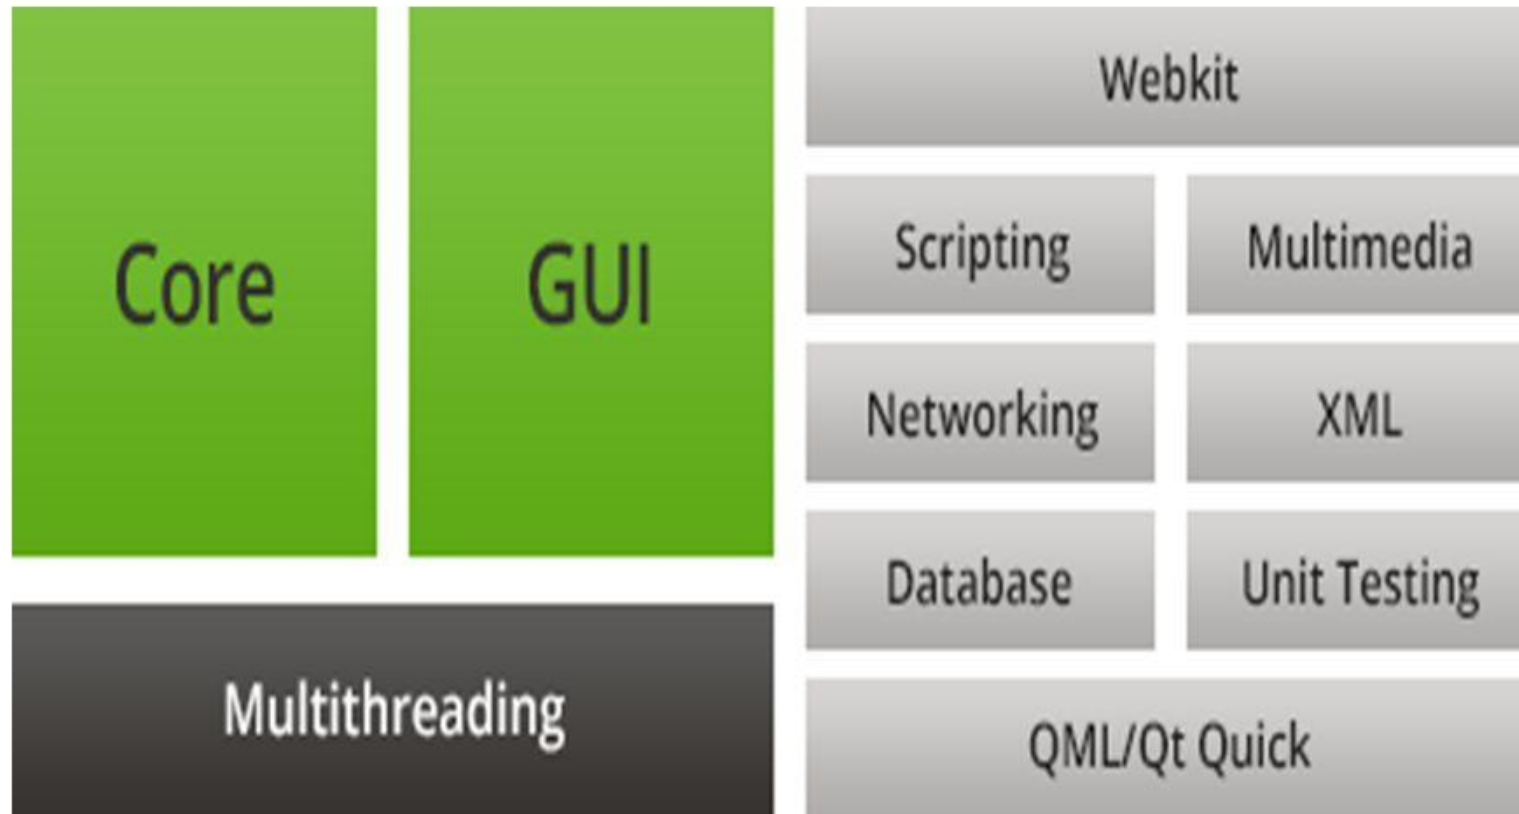 Core
GUI
Multithreading
Webkit
Scripting
Multimedia
Networking
XML
Database
Unit Testing
QML/Qt Quick